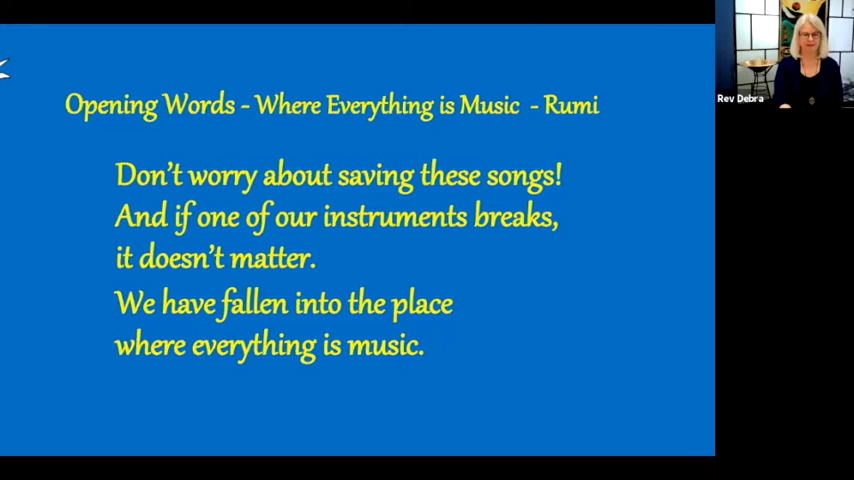 Opening Words - Where Everything is Music - Rumi
Don't worry about saving these songs!
And if one of our instruments breaks,
it doesn't matter.
We have fallen into the place
where everything is music.
Rev Debra